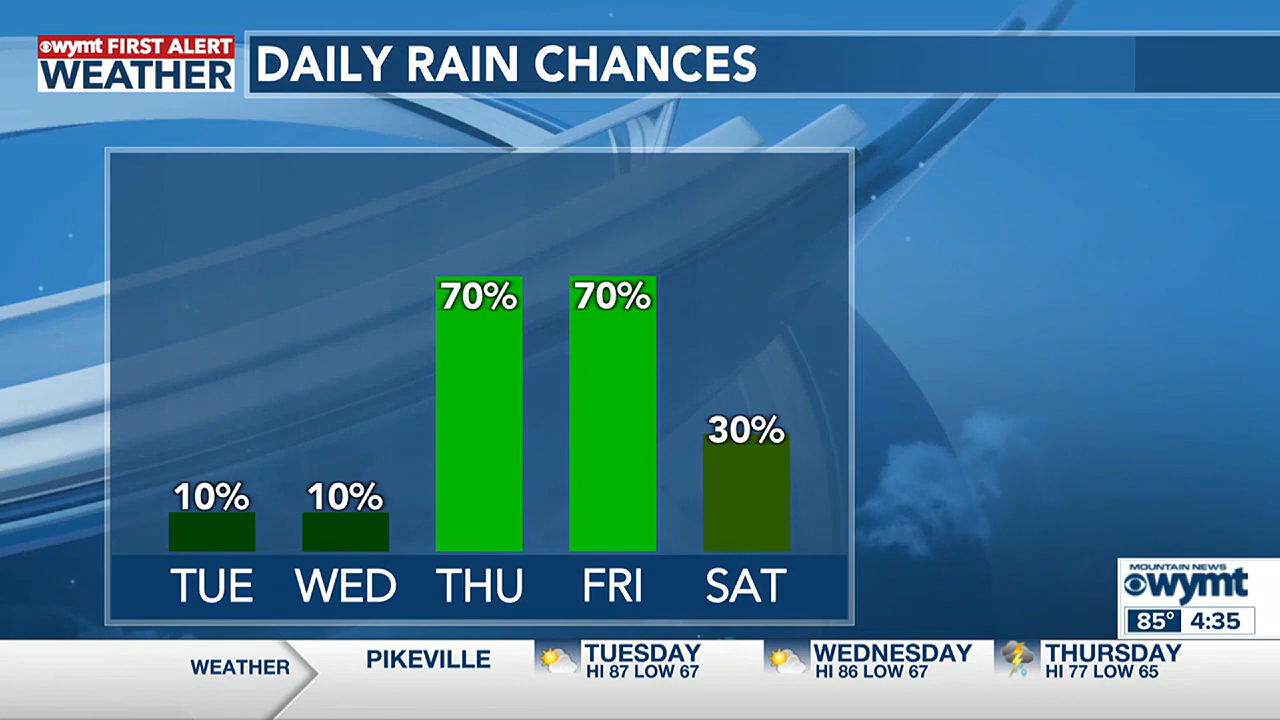 wymt FIRST ALERT
WEATHER
DAILY RAIN CHANCES
70% 70%
30%
10% 10%
TUE WED THU FRI SAT
MOUNTAIN NEWS
wymt
85° 4:35
WEATHER
PIKEVILLE
TUESDAY
HI 87 LOW 67
WEDNESDAY
HI 86 LOW 67
THURSDAY
HI 77 LOW 65